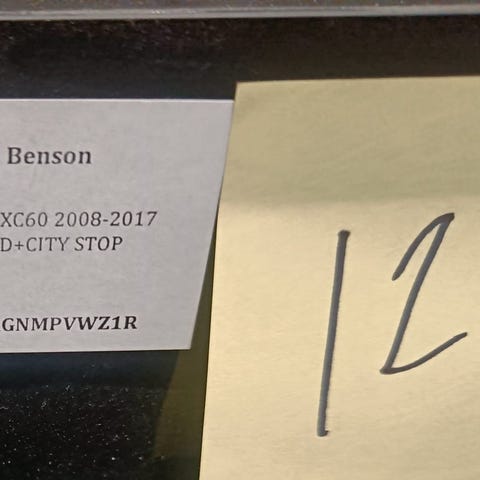 Benson
XC60 2008-2017
D+CITY STOP
GNMPVWZ1R
12